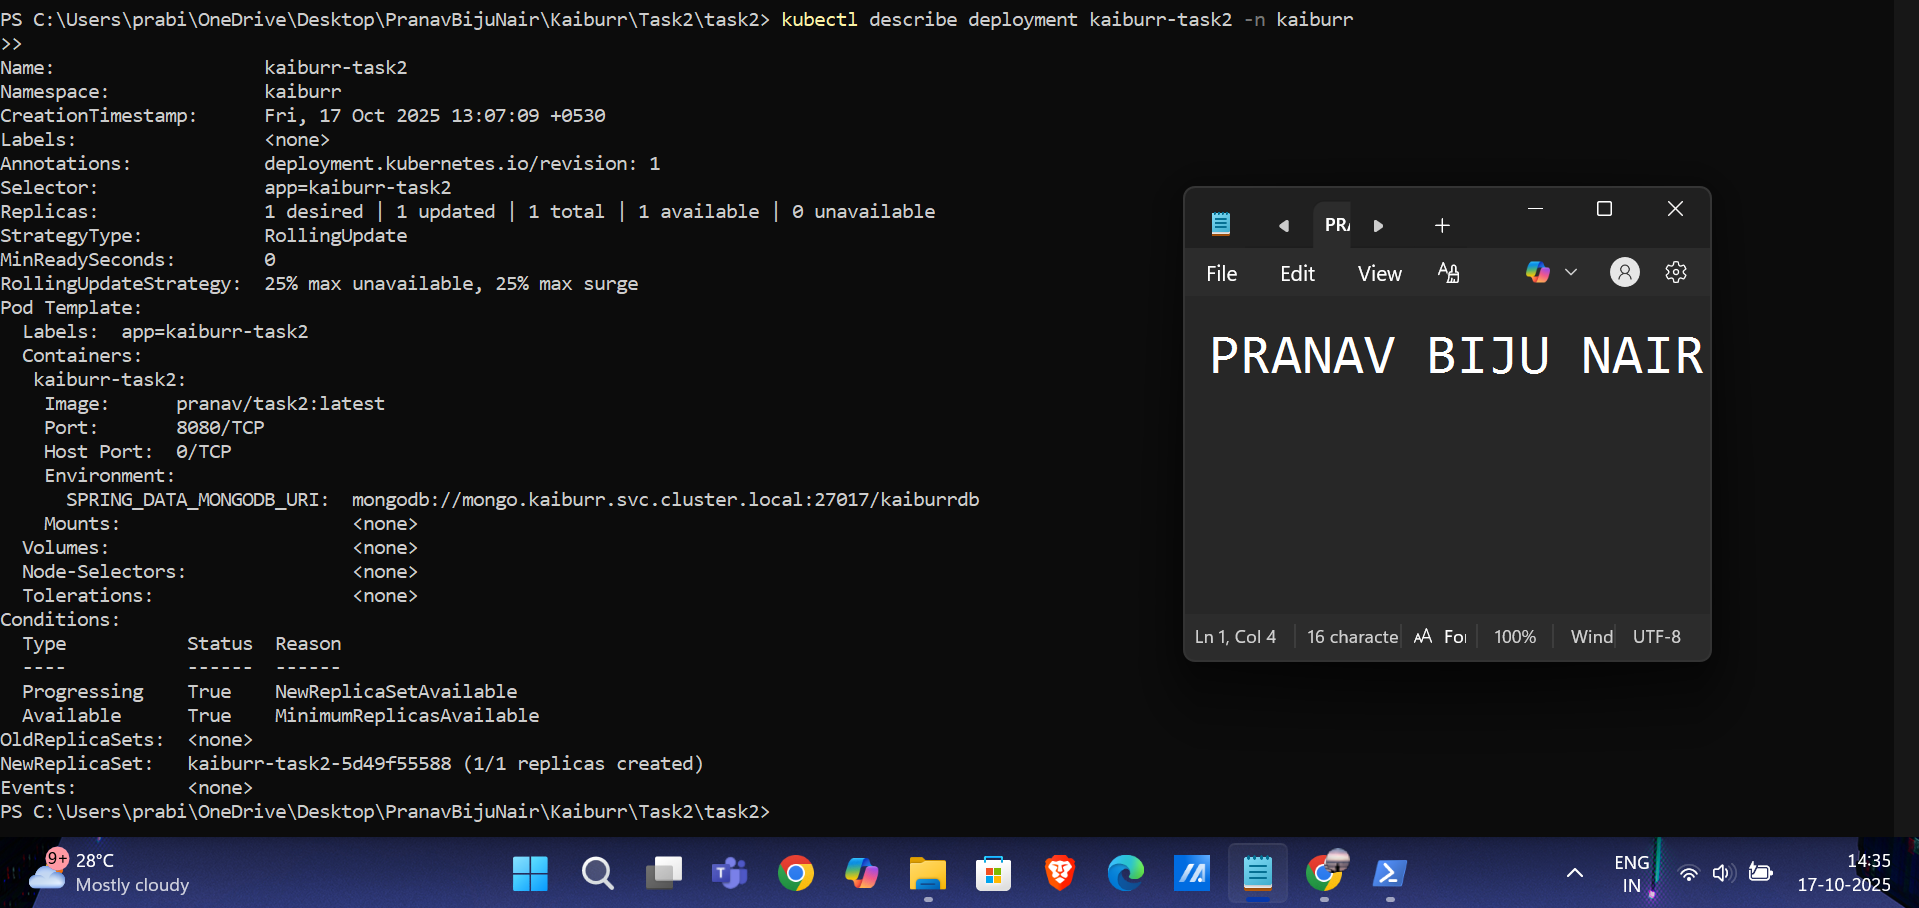 PS C:\Users\prabi\OneDrive\Desktop\PranavBijuNair\Kaiburr\Task2\task2> kubectl describe deployment kaiburr-task2 -n kaiburr
>>
Name:                   kaiburr-task2
Namespace:              kaiburr
CreationTimestamp:      Fri, 17 Oct 2025 13:07:09 +0530
Labels:                 <none>
Annotations:            deployment.kubernetes.io/revision: 1
Selector:               app=kaiburr-task2
Replicas:               1 desired | 1 updated | 1 total | 1 available | 0 unavailable
StrategyType:           RollingUpdate
MinReadySeconds:        0
RollingUpdateStrategy:  25% max unavailable, 25% max surge
Pod Template:
  Labels:  app=kaiburr-task2
  Containers:
   kaiburr-task2:
    Image:      pranav/task2:latest
    Port:       8080/TCP
    Host Port:  0/TCP
    Environment:
      SPRING_DATA_MONGODB_URI:  mongodb://mongo.kaiburr.svc.cluster.local:27017/kaiburrdb
    Mounts:                     <none>
  Volumes:                      <none>
  Node-Selectors:               <none>
  Tolerations:                  <none>
Conditions:
  Type           Status  Reason
  ----           ------  ------
  Progressing    True    NewReplicaSetAvailable
  Available      True    MinimumReplicasAvailable
OldReplicaSets:  <none>
NewReplicaSet:   kaiburr-task2-5d49f55588 (1/1 replicas created)
Events:          <none>
PS C:\Users\prabi\OneDrive\Desktop\PranavBijuNair\Kaiburr\Task2\task2>
PRA
File Edit View
PRANAV BIJU NAIR
Ln 1, Col 4 16 characte For 100% Wind UTF-8
9+ 28°C
Mostly cloudy
ENG
IN
14:35
17-10-2025